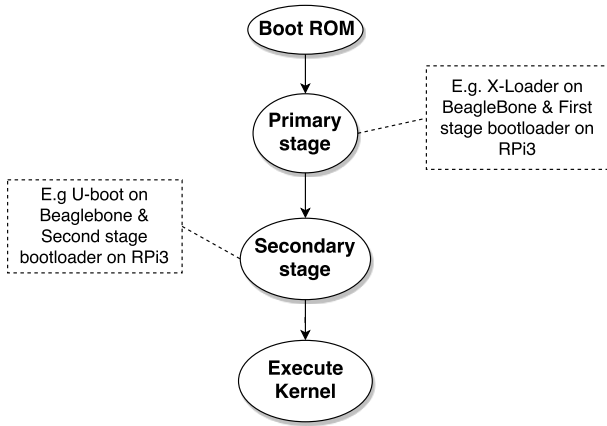 Boot ROM
E.g. X-Loader on
BeagleBone & First
stage bootloader on
RPi3
Primary
stage
E.g U-boot on
Beaglebone &
Second stage
bootloader on RPi3
Secondary
stage
Execute
Kernel